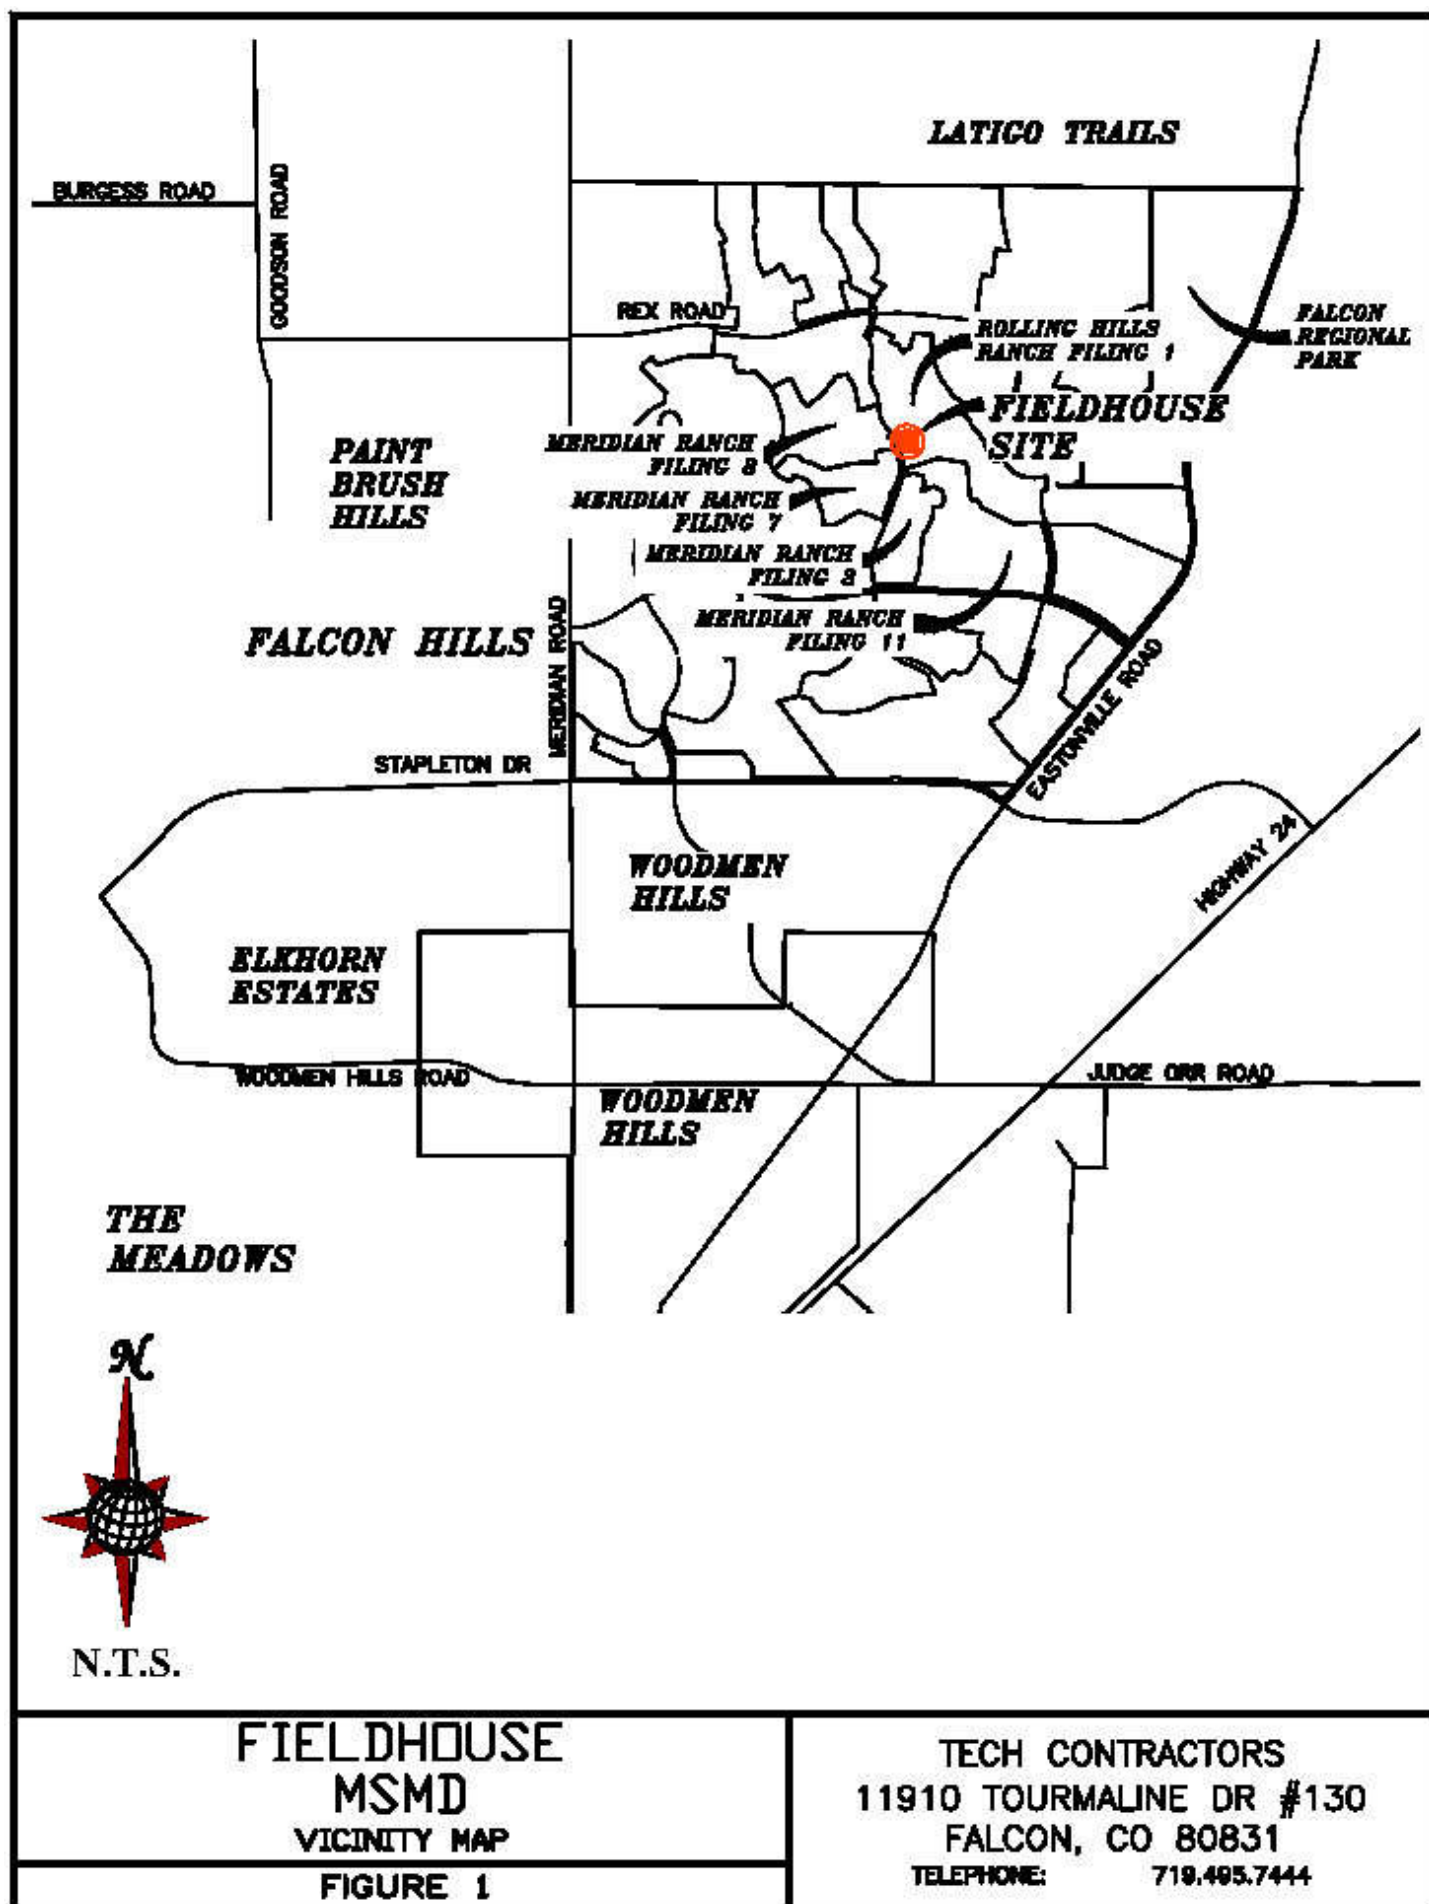 LATIGO TRAILS
BURGESS ROAD
GOODSON ROAD
REX ROAD
ROLLING HILLS
RANCH FILING 1
FALCON
REGIONAL
PARK
FIELDHOUSE
SITE
PAINT
BRUSH
HILLS
MERIDIAN RANCH
FILING 8
MERIDIAN RANCH
FILING 7
MERIDIAN RANCH
FILING 3
MERIDIAN RANCH
FILING 11
FALCON HILLS
MERIDIAN ROAD
EASTONVILLE ROAD
STAPLETON DR
HIGHWAY 24
WOODMEN
HILLS
ELKHORN
ESTATES
WOODMEN HILLS ROAD
JUDGE ORR ROAD
WOODMEN
HILLS
THE
MEADOWS
N
N.T.S.
FIELDHOUSE
MSMD
VICINITY MAP
FIGURE 1
TECH CONTRACTORS
11910 TOURMALINE DR #130
FALCON, CO 80831
TELEPHONE: 719.495.7444